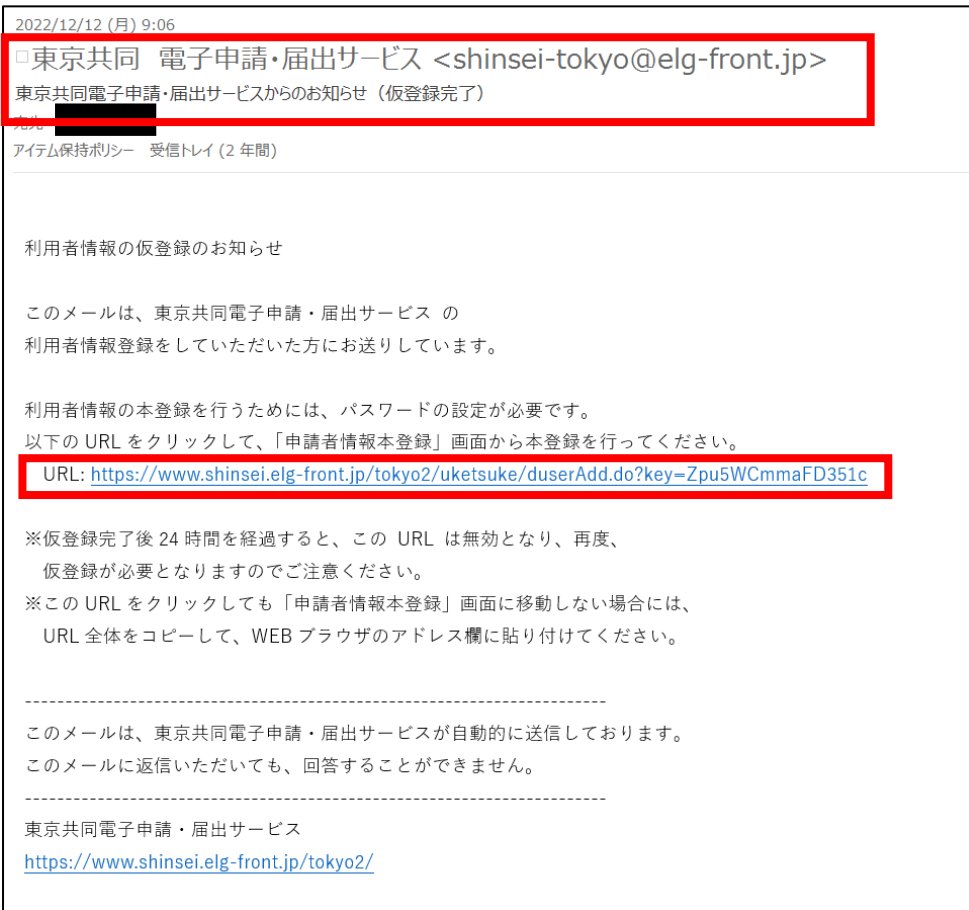 2022/12/12 (月) 9:06
東京共同 電子申請・届出サービス <shinsei-tokyo@elg-front.jp>
東京共同電子申請・届出サービスからのお知らせ（仮登録完了）
宛先
アイテム保持ポリシー 受信トレイ (2 年間)
利用者情報の仮登録のお知らせ
このメールは、東京共同電子申請・届出サービス の
利用者情報登録をしていただいた方にお送りしています。
利用者情報の本登録を行うためには、パスワードの設定が必要です。
以下の URL をクリックして、「申請者情報本登録」画面から本登録を行ってください。
URL: https://www.shinsei.elg-front.jp/tokyo2/uketsuke/duserAdd.do?key=Zpu5WCmmaFD351c
※仮登録完了後 24 時間を経過すると、この URL は無効となり、再度、
仮登録が必要となりますのでご注意ください。
※この URL をクリックしても「申請者情報本登録」画面に移動しない場合には、
URL 全体をコピーして、WEB ブラウザのアドレス欄に貼り付けてください。
------------------------------------------------------------------------
このメールは、東京共同電子申請・届出サービスが自動的に送信しております。
このメールに返信いただいても、回答することができません。
------------------------------------------------------------------------
東京共同電子申請・届出サービス
https://www.shinsei.elg-front.jp/tokyo2/